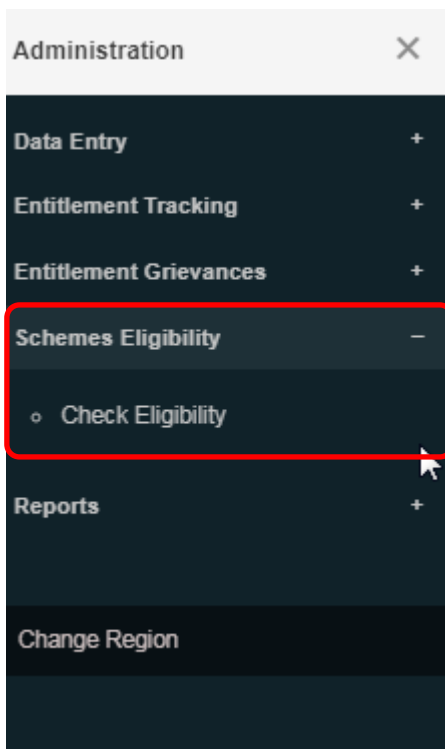 Administration ×
Data Entry +
Entitlement Tracking +
Entitlement Grievances +
Schemes Eligibility −
Check Eligibility
Reports +
Change Region